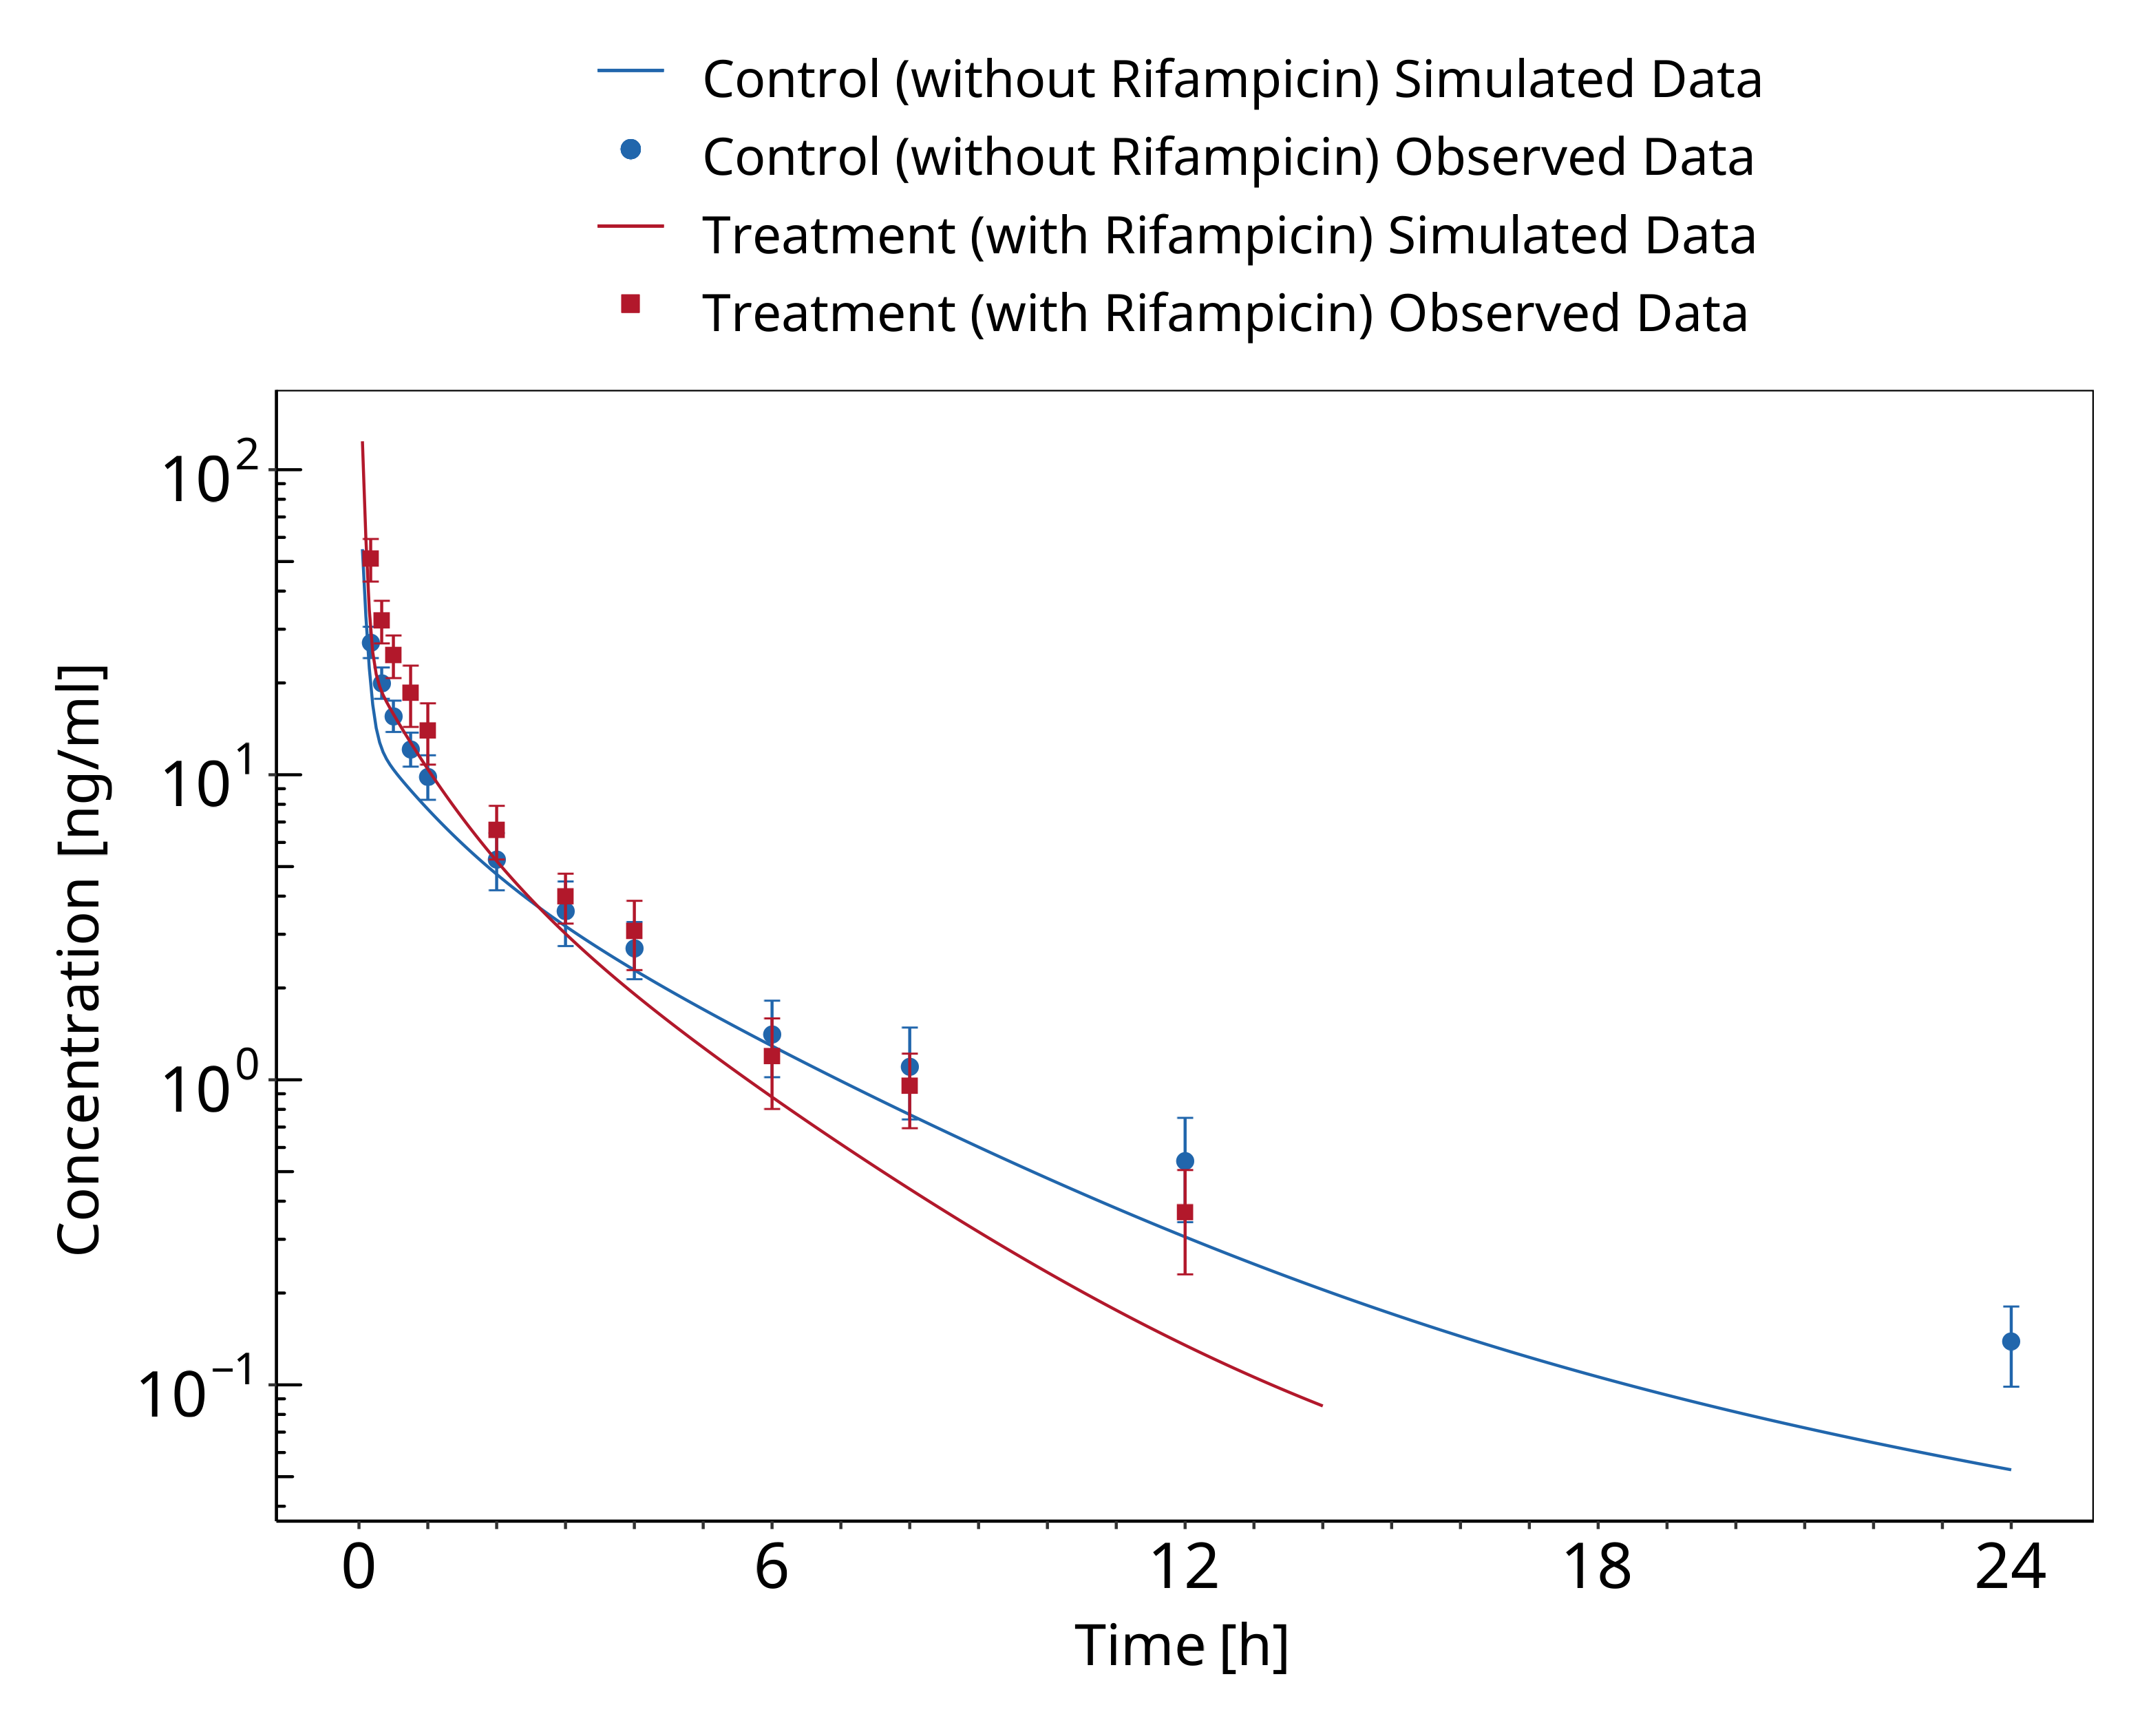 Control (without Rifampicin) Simulated Data
Control (without Rifampicin) Observed Data
Treatment (with Rifampicin) Simulated Data
Treatment (with Rifampicin) Observed Data
Concentration [ng/ml]
10²
10¹
10⁰
10⁻¹
0 6 12 18 24
Time [h]